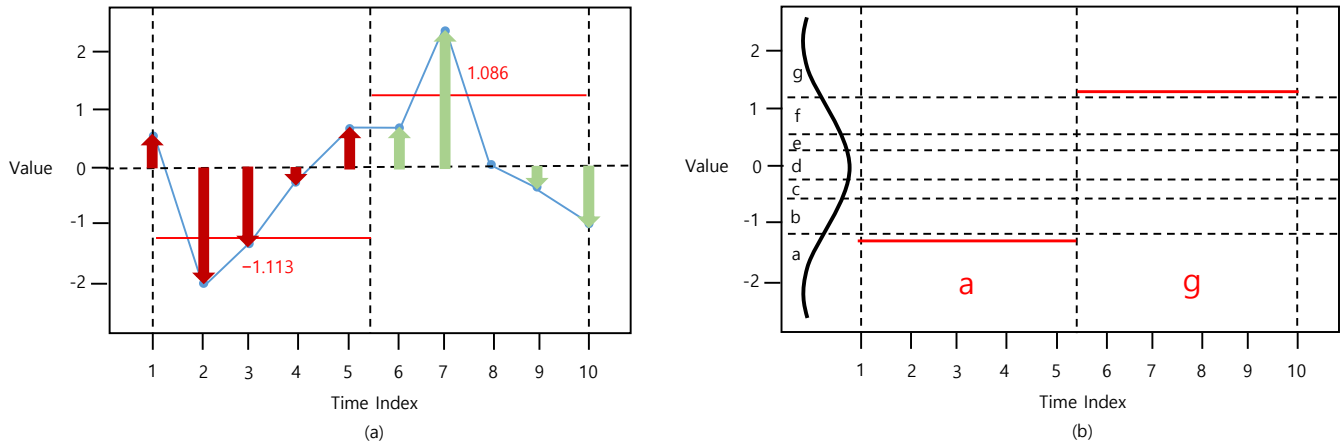 2
1
0
-1
-2
Value
1.086
−1.113
1 2 3 4 5 6 7 8 9 10
Time Index
(a)
2
1
0
-1
-2
Value
g
f
e
d
c
b
a
a g
1 2 3 4 5 6 7 8 9 10
Time Index
(b)